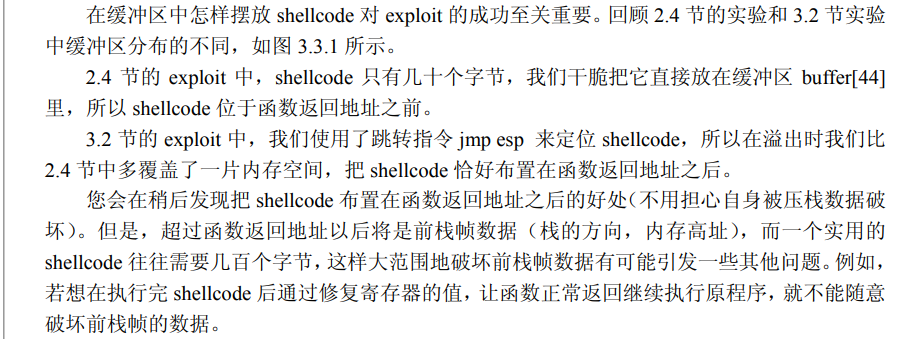 在缓冲区中怎样摆放 shellcode 对 exploit 的成功至关重要。回顾 2.4 节的实验和 3.2 节实验
中缓冲区分布的不同，如图 3.3.1 所示。
2.4 节的 exploit 中，shellcode 只有几十个字节，我们干脆把它直接放在缓冲区 buffer[44]
里，所以 shellcode 位于函数返回地址之前。
3.2 节的 exploit 中，我们使用了跳转指令 jmp esp 来定位 shellcode，所以在溢出时我们比
2.4 节中多覆盖了一片内存空间，把 shellcode 恰好布置在函数返回地址之后。
您会在稍后发现把 shellcode 布置在函数返回地址之后的好处（不用担心自身被压栈数据破
坏）。但是，超过函数返回地址以后将是前栈帧数据（栈的方向，内存高址），而一个实用的
shellcode 往往需要几百个字节，这样大范围地破坏前栈帧数据有可能引发一些其他问题。例如，
若想在执行完 shellcode 后通过修复寄存器的值，让函数正常返回继续执行原程序，就不能随意
破坏前栈帧的数据。